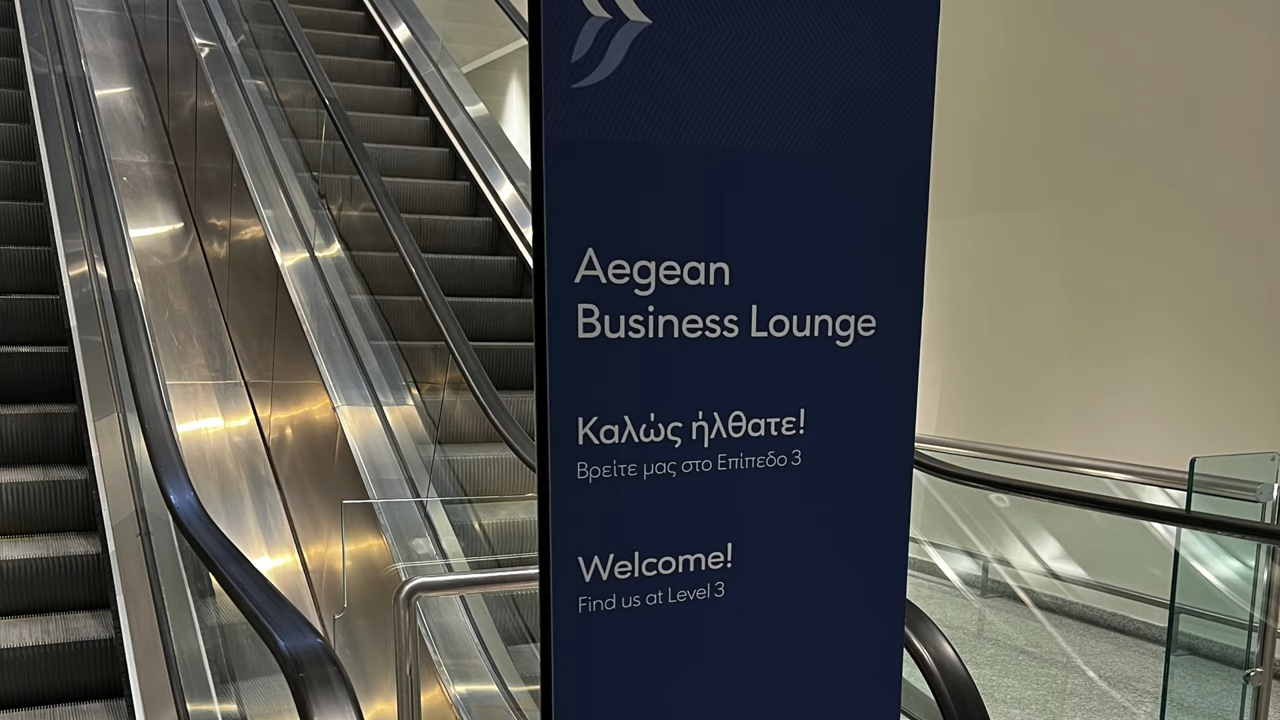 Aegean
Business Lounge
Καλώς ήλθατε!
Βρείτε μας στο Επίπεδο 3
Welcome!
Find us at Level 3